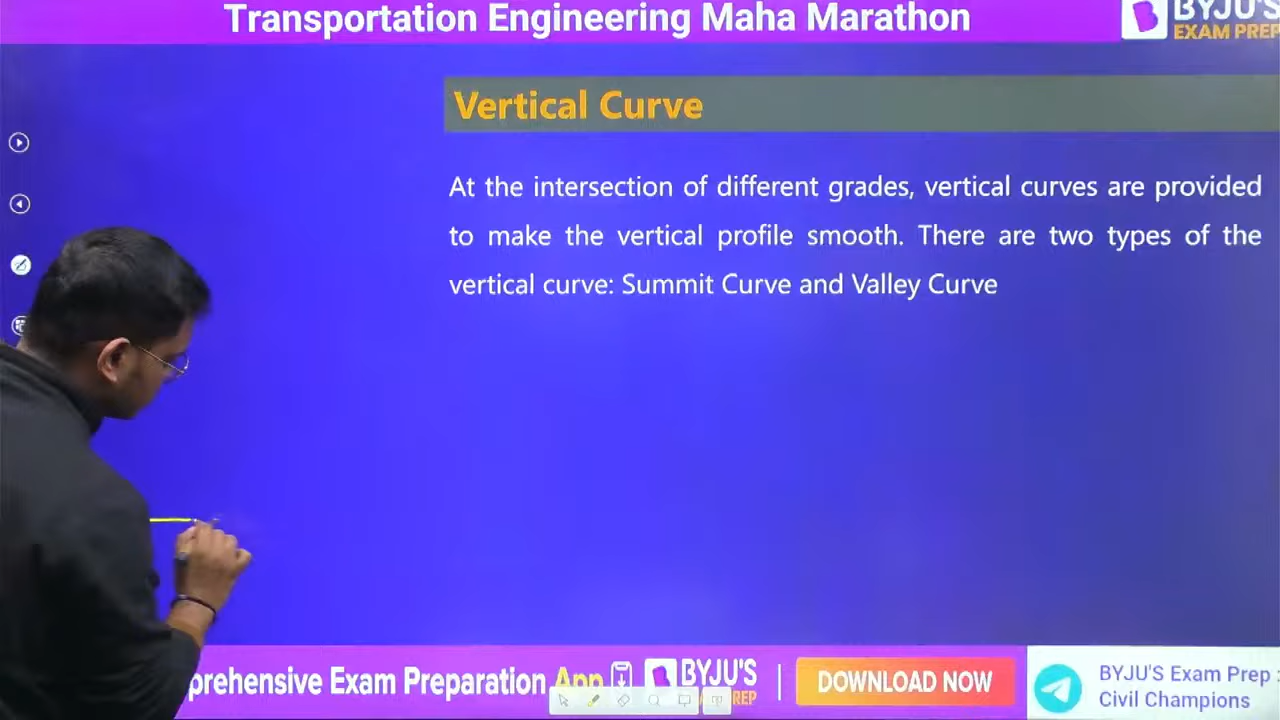 Transportation Engineering Maha Marathon
BYJU'S
EXAM PREP
Vertical Curve
At the intersection of different grades, vertical curves are provided
to make the vertical profile smooth. There are two types of the
vertical curve: Summit Curve and Valley Curve
prehensive Exam Preparation App
BYJU'S
DOWNLOAD NOW
BYJU'S Exam Prep :
Civil Champions